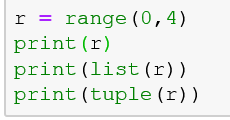 r = range(0,4)
print(r)
print(list(r))
print(tuple(r))